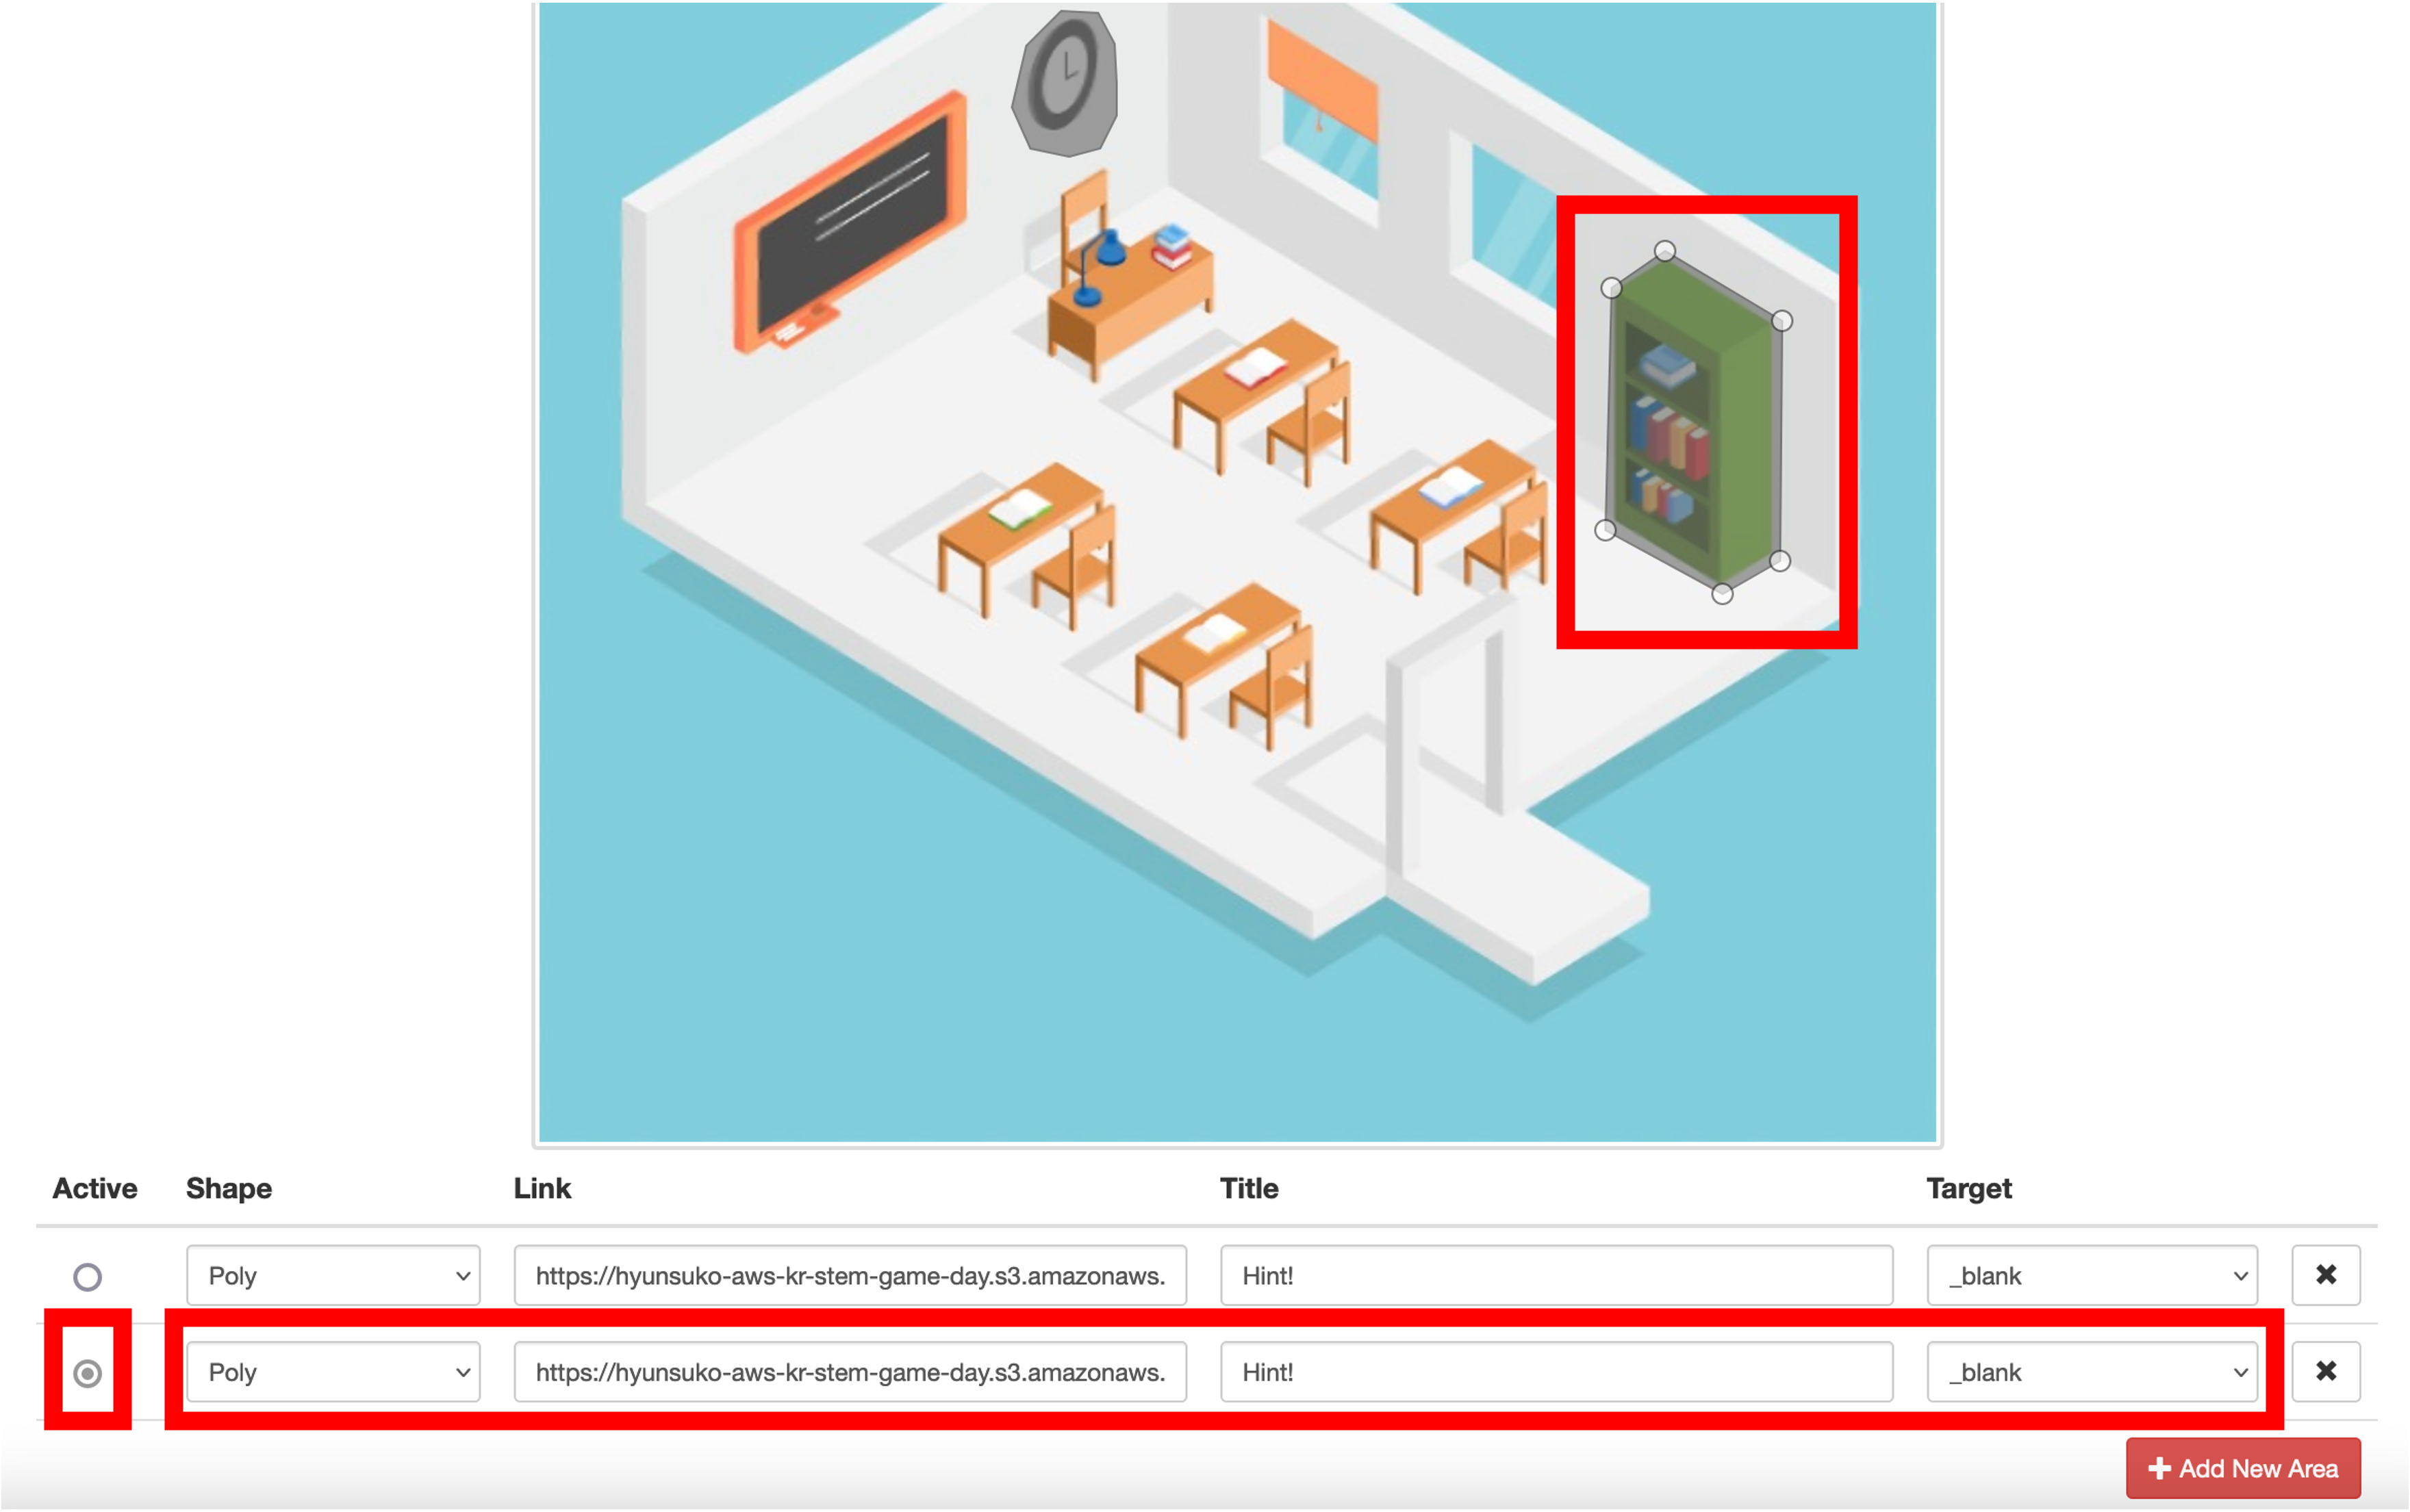 Active Shape Link Title Target
Poly https://hyunsuko-aws-kr-stem-game-day.s3.amazonaws. Hint! _blank
Poly https://hyunsuko-aws-kr-stem-game-day.s3.amazonaws. Hint! _blank
Add New Area